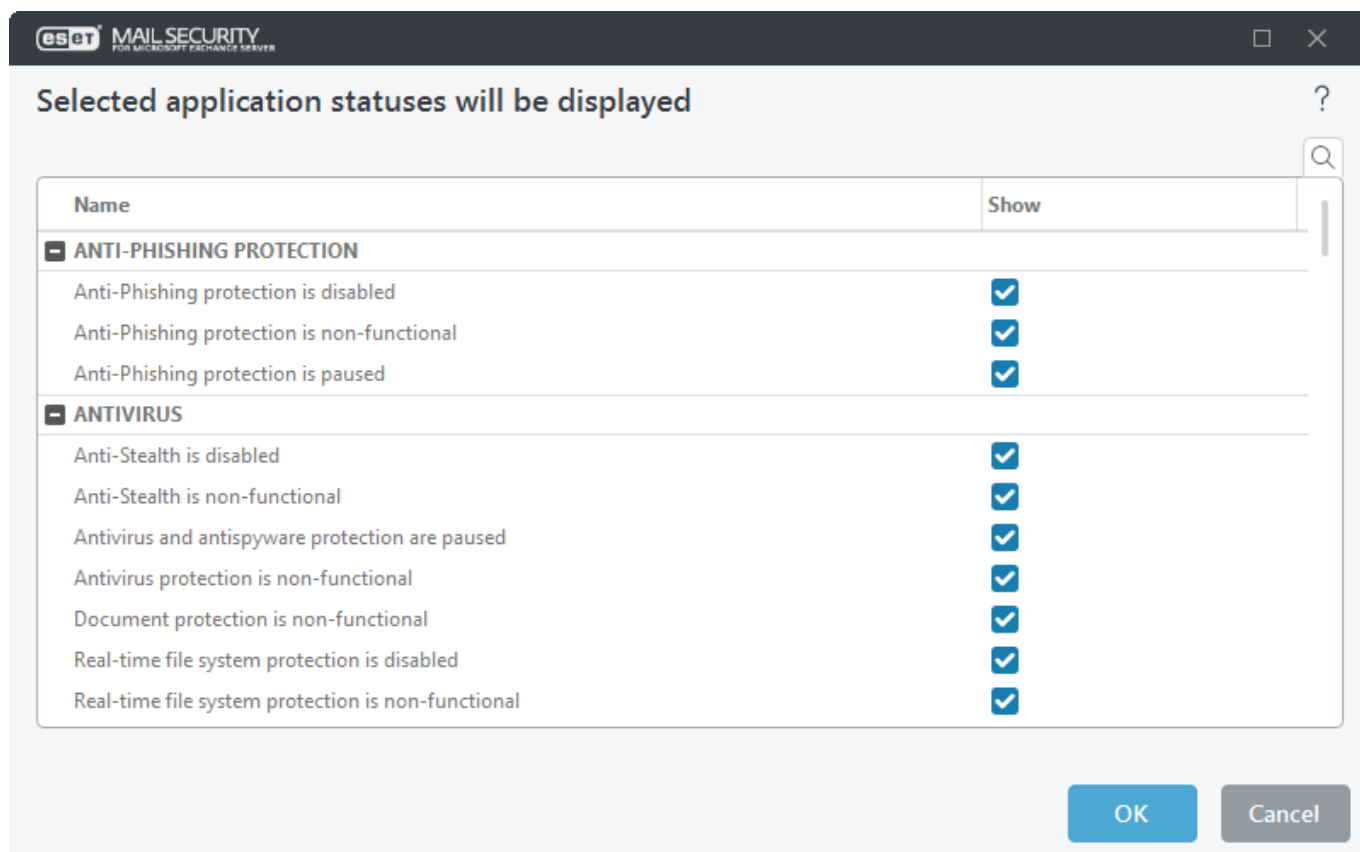 eset MAIL SECURITY
FOR MICROSOFT EXCHANGE SERVER
Selected application statuses will be displayed
?
Name Show
ANTI-PHISHING PROTECTION
Anti-Phishing protection is disabled
Anti-Phishing protection is non-functional
Anti-Phishing protection is paused
ANTIVIRUS
Anti-Stealth is disabled
Anti-Stealth is non-functional
Antivirus and antispyware protection are paused
Antivirus protection is non-functional
Document protection is non-functional
Real-time file system protection is disabled
Real-time file system protection is non-functional
OK Cancel